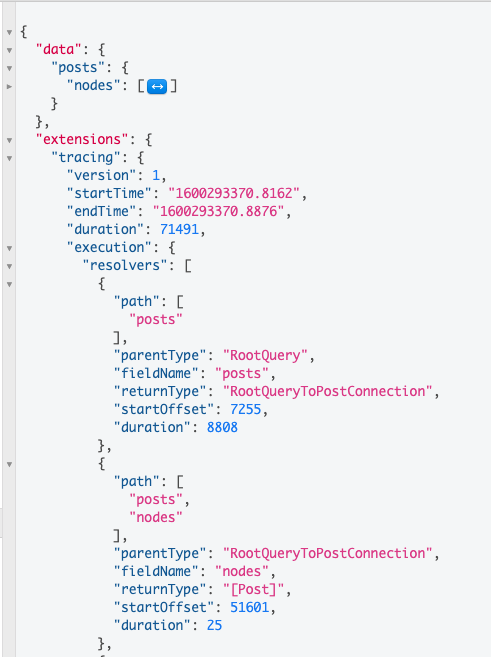 {
"data": {
"posts": {
"nodes": [↔]
}
},
"extensions": {
"tracing": {
"version": 1,
"startTime": "1600293370.8162",
"endTime": "1600293370.8876",
"duration": 71491,
"execution": {
"resolvers": [
{
"path": [
"posts"
],
"parentType": "RootQuery",
"fieldName": "posts",
"returnType": "RootQueryToPostConnection",
"startOffset": 7255,
"duration": 8808
},
{
"path": [
"posts",
"nodes"
],
"parentType": "RootQueryToPostConnection",
"fieldName": "nodes",
"returnType": "[Post]",
"startOffset": 51601,
"duration": 25
},